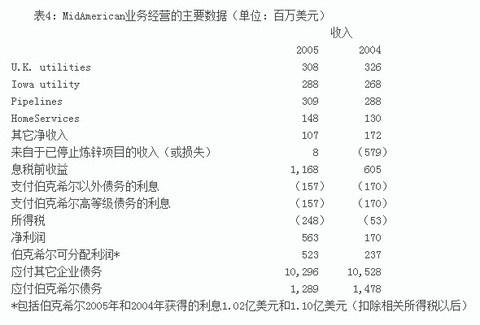 表4：MidAmerican业务经营的主要数据（单位：百万美元）
收入
2005 2004
U.K. utilities 308 326
Iowa utility 288 268
Pipelines 309 288
HomeServices 148 130
其它净收入 107 172
来自于已停止炼锌项目的收入（或损失） 8 （579）
息税前收益 1,168 605
支付伯克希尔以外债务的利息 （157） （170）
支付伯克希尔高等级债务的利息 （157） （170）
所得税 （248） （53）
净利润 563 170
伯克希尔可分配利润* 523 237
应付其它企业债务 10,296 10,528
应付伯克希尔债务 1,289 1,478
*包括伯克希尔2005年和2004年获得的利息1.02亿美元和1.10亿美元（扣除相关所得税以后）